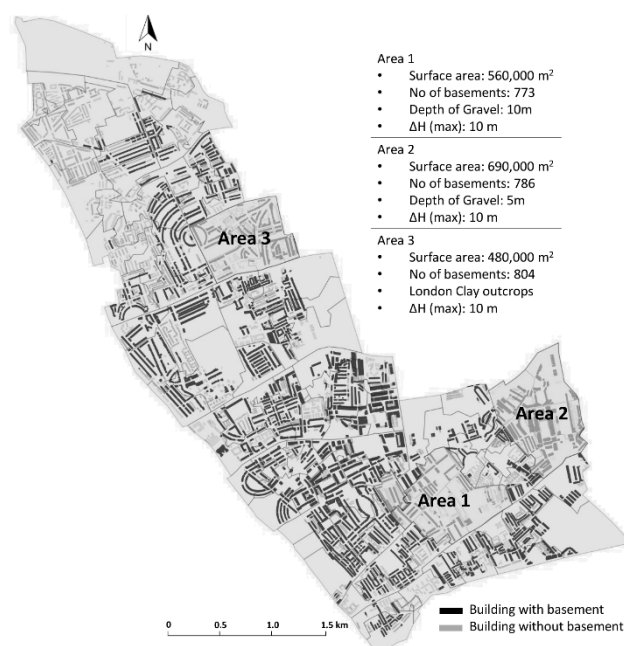 N
Area 1
• Surface area: 560,000 m²
• No of basements: 773
• Depth of Gravel: 10m
• ΔH (max): 10 m
Area 2
• Surface area: 690,000 m²
• No of basements: 786
• Depth of Gravel: 5m
• ΔH (max): 10 m
Area 3
• Surface area: 480,000 m²
• No of basements: 804
• London Clay outcrops
• ΔH (max): 10 m
Area 3
Area 2
Area 1
0 0.5 1.0 1.5 km
Building with basement
Building without basement